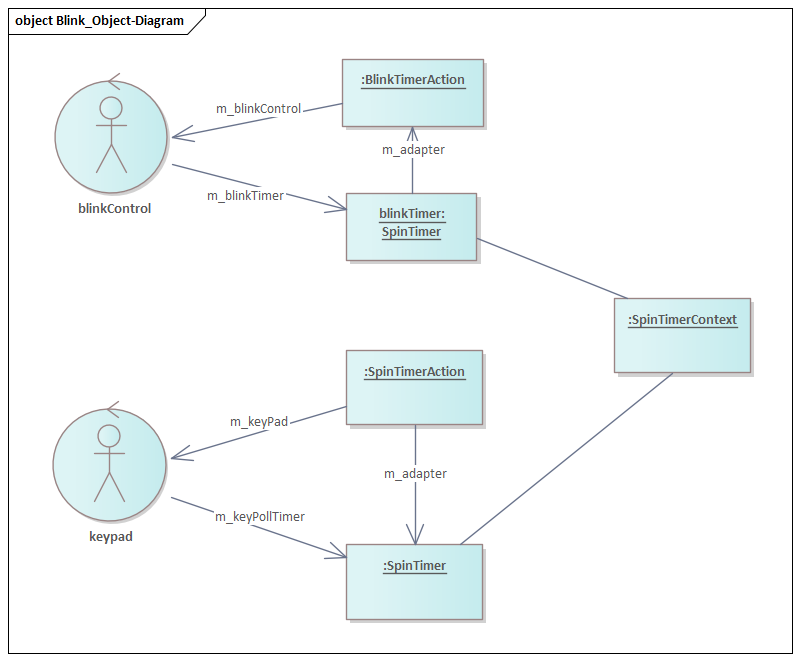 object Blink_Object-Diagram
:BlinkTimerAction
m_blinkControl
m_adapter
m_blinkTimer
blinkControl
blinkTimer:
SpinTimer
:SpinTimerContext
:SpinTimerAction
m_keyPad
m_adapter
m_keyPollTimer
keypad
:SpinTimer